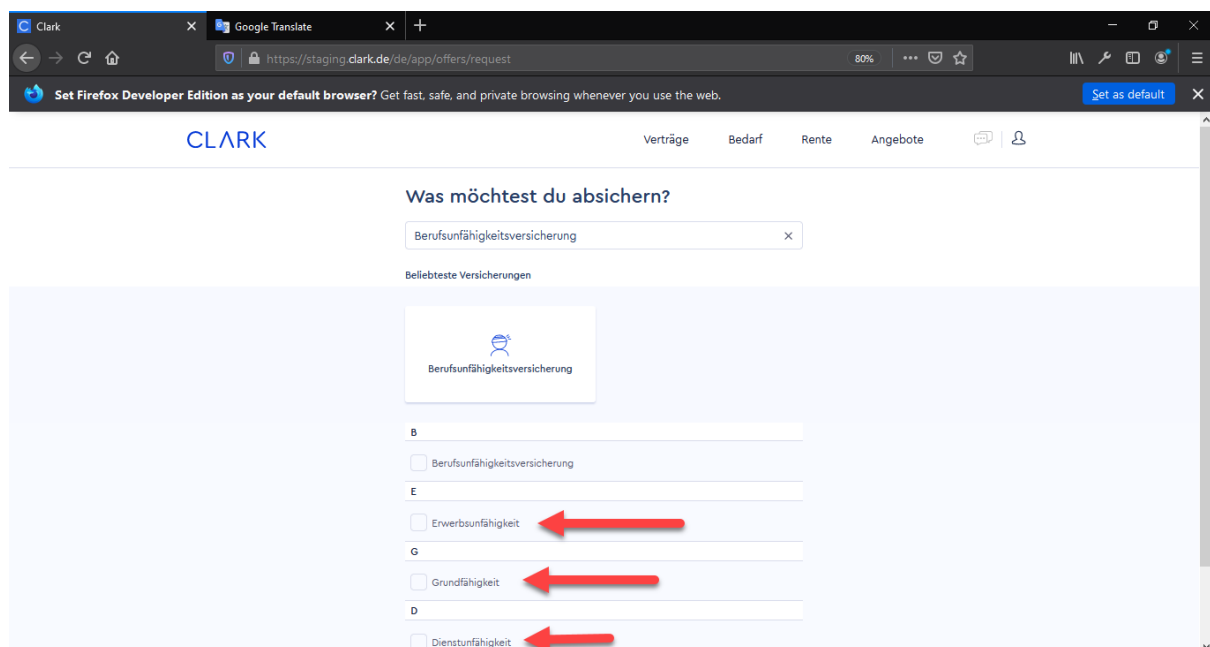 Clark
Google Translate
https://staging.clark.de/de/app/offers/request
80%
Set Firefox Developer Edition as your default browser? Get fast, safe, and private browsing whenever you use the web.
Set as default
CLARK
Verträge Bedarf Rente Angebote
Was möchtest du absichern?
Berufsunfähigkeitsversicherung
Beliebteste Versicherungen
Berufsunfähigkeitsversicherung
B
Berufsunfähigkeitsversicherung
E
Erwerbsunfähigkeit
G
Grundfähigkeit
D
Dienstunfähigkeit